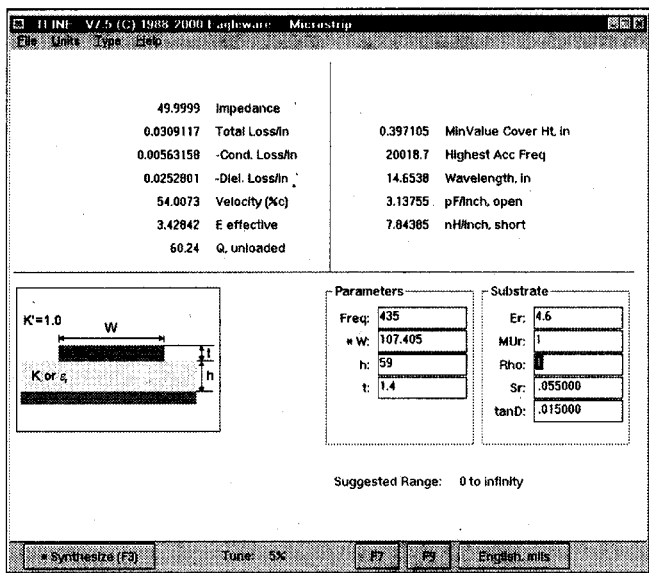 TLINE V7.5 (C) 1988-2000 Eagleware Microstrip
File Units Type Help
49.9999 Impedance
0.0309117 Total Loss/in
0.00563158 -Cond. Loss/in
0.0252801 -Diel. Loss/in
54.0073 Velocity (%c)
3.42842 E effective
60.24 Q, unloaded
0.397105 MinValue Cover Ht, in
20018.7 Highest Acc Freq
14.6538 Wavelength, in
3.13755 pF/inch, open
7.84385 nH/inch, short
K'=1.0
W
t
K or εr
h
Parameters
Freq: 435
* W: 107.405
h: 59
t: 1.4
Substrate
Er: 4.6
MUr: 1
Rho:
Sr: .055000
tanD: .015000
Suggested Range: 0 to infinity
* Synthesize (F3) Tune: 5% F7 F9 English, mils